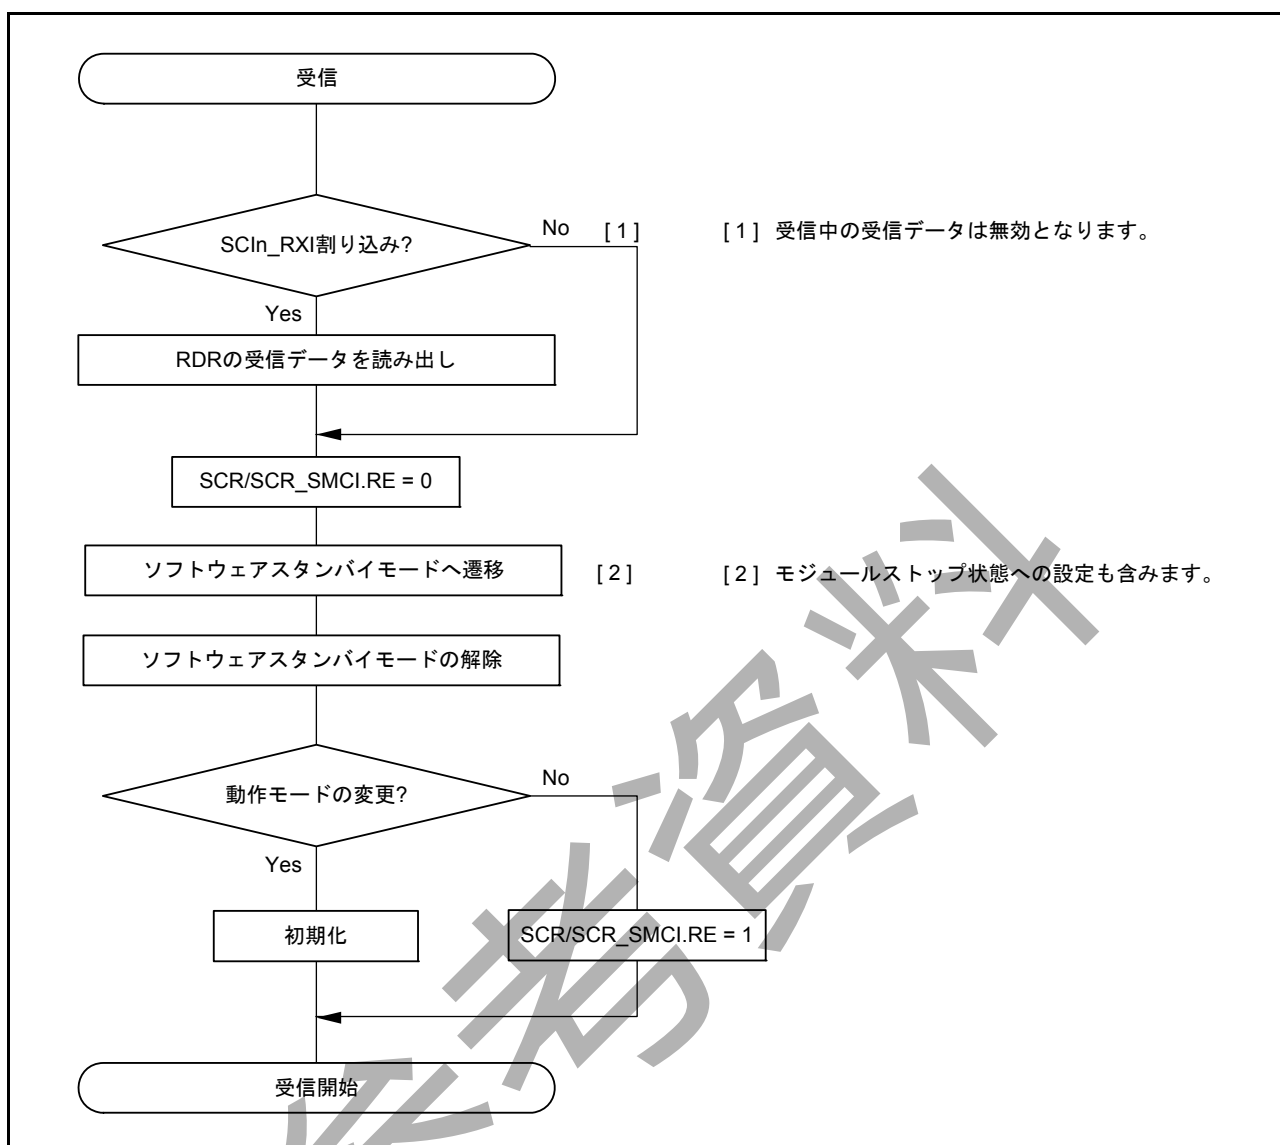 受信
SCIn_RXI割り込み?
No [1]
[1] 受信中の受信データは無効となります。
Yes
RDRの受信データを読み出し
SCR/SCR_SMCI.RE = 0
ソフトウェアスタンバイモードへ遷移
[2]
[2] モジュールストップ状態への設定も含みます。
ソフトウェアスタンバイモードの解除
動作モードの変更?
No
Yes
初期化
SCR/SCR_SMCI.RE = 1
受信開始
参考資料